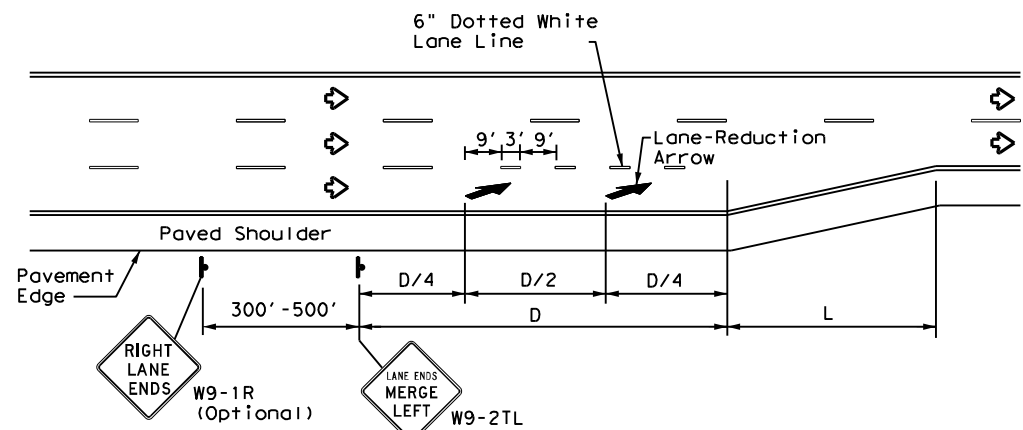 6" Dotted White
Lane Line
9' 3' 9'
Lane-Reduction
Arrow
Paved Shoulder
Pavement
Edge
D/4 D/2 D/4
300'-500' D L
RIGHT
LANE
ENDS
W9-1R
(Optional)
LANE ENDS
MERGE
LEFT
W9-2TL